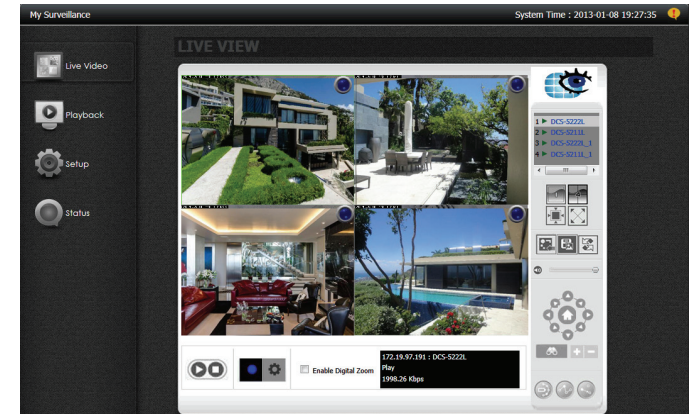 My Surveillance
System Time : 2013-01-08 19:27:35
LIVE VIEW
Live Video
Playback
Setup
Status
1 ► DCS-5222L
2 ► DCS-5211L
3 ► DCS-5222L_1
4 ► DCS-5211L_1
Enable Digital Zoom
172.19.97.191 : DCS-5222L
Play
1998.26 Kbps